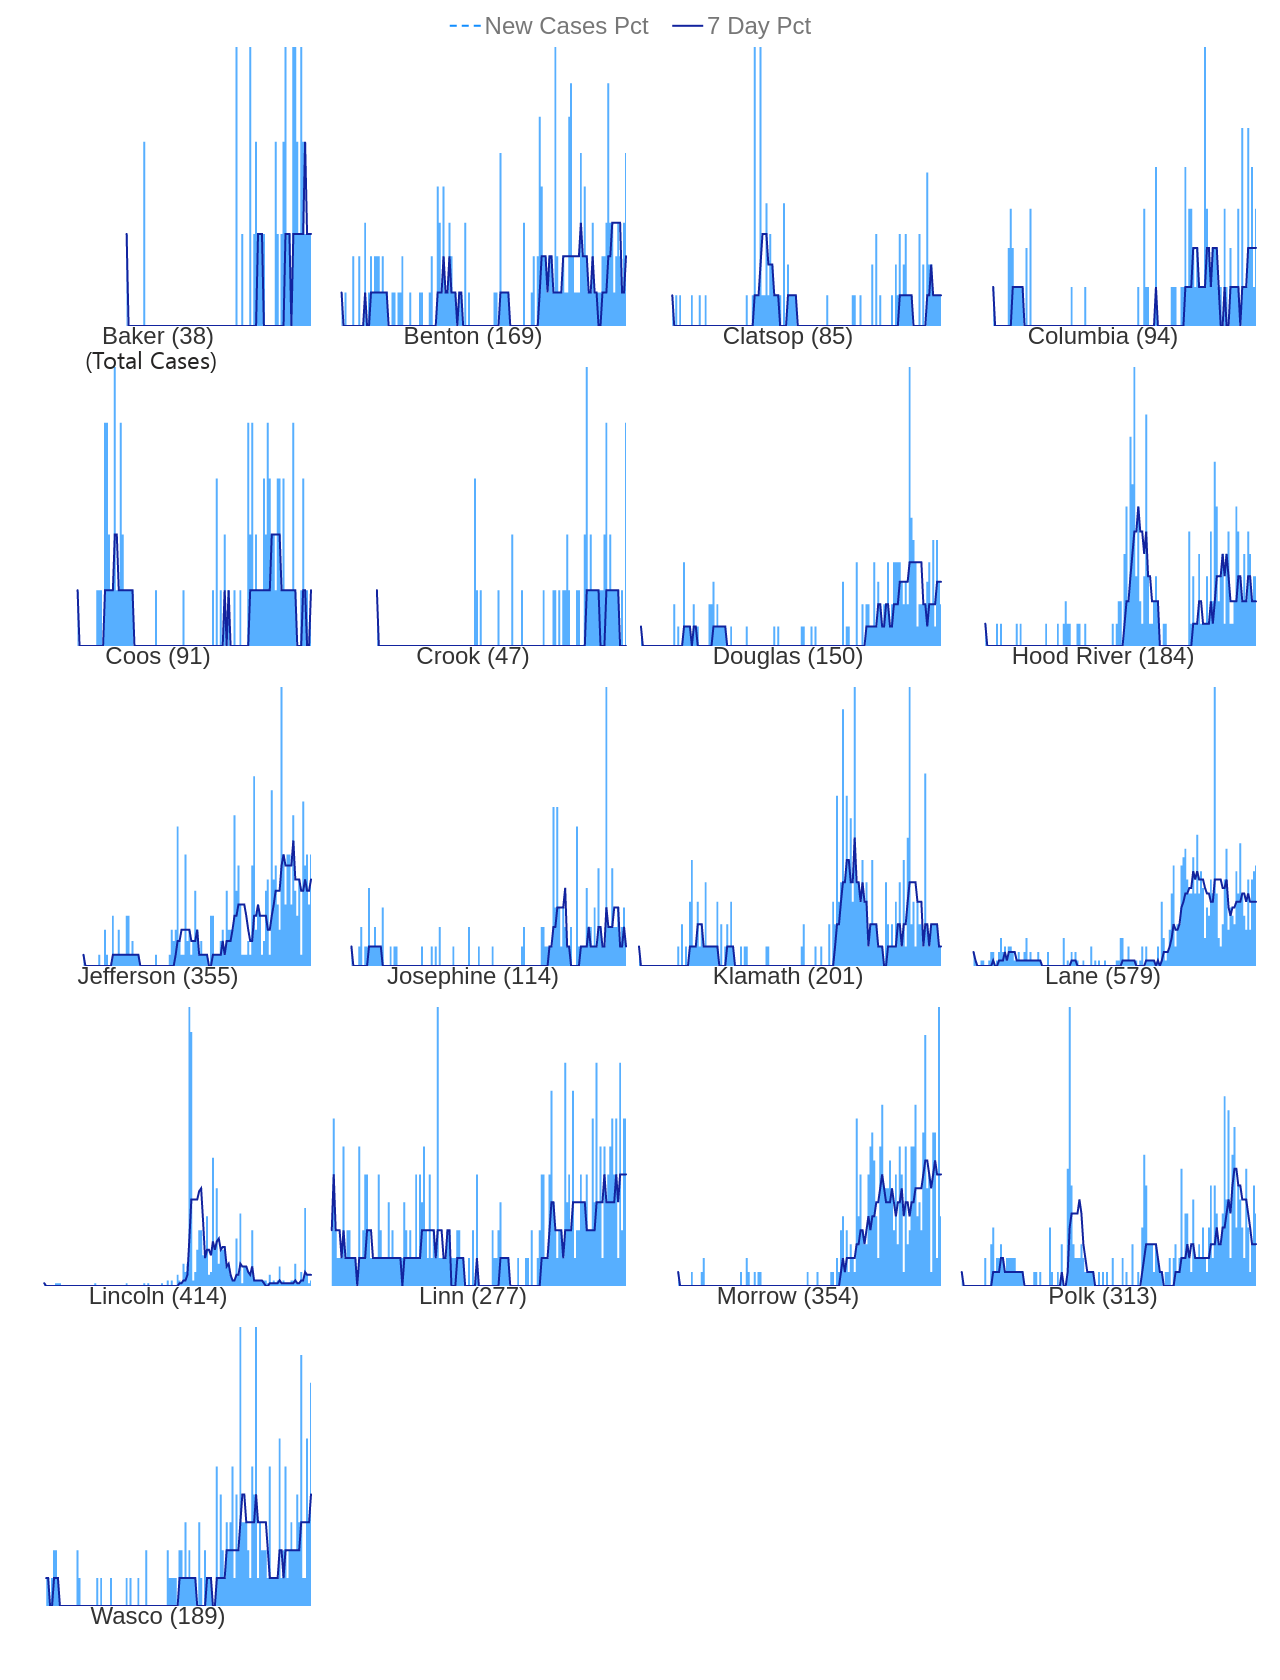 New Cases Pct 7 Day Pct
Baker (38) Benton (169) Clatsop (85) Columbia (94)
(Total Cases)
Coos (91) Crook (47) Douglas (150) Hood River (184)
Jefferson (355) Josephine (114) Klamath (201) Lane (579)
Lincoln (414) Linn (277) Morrow (354) Polk (313)
Wasco (189)